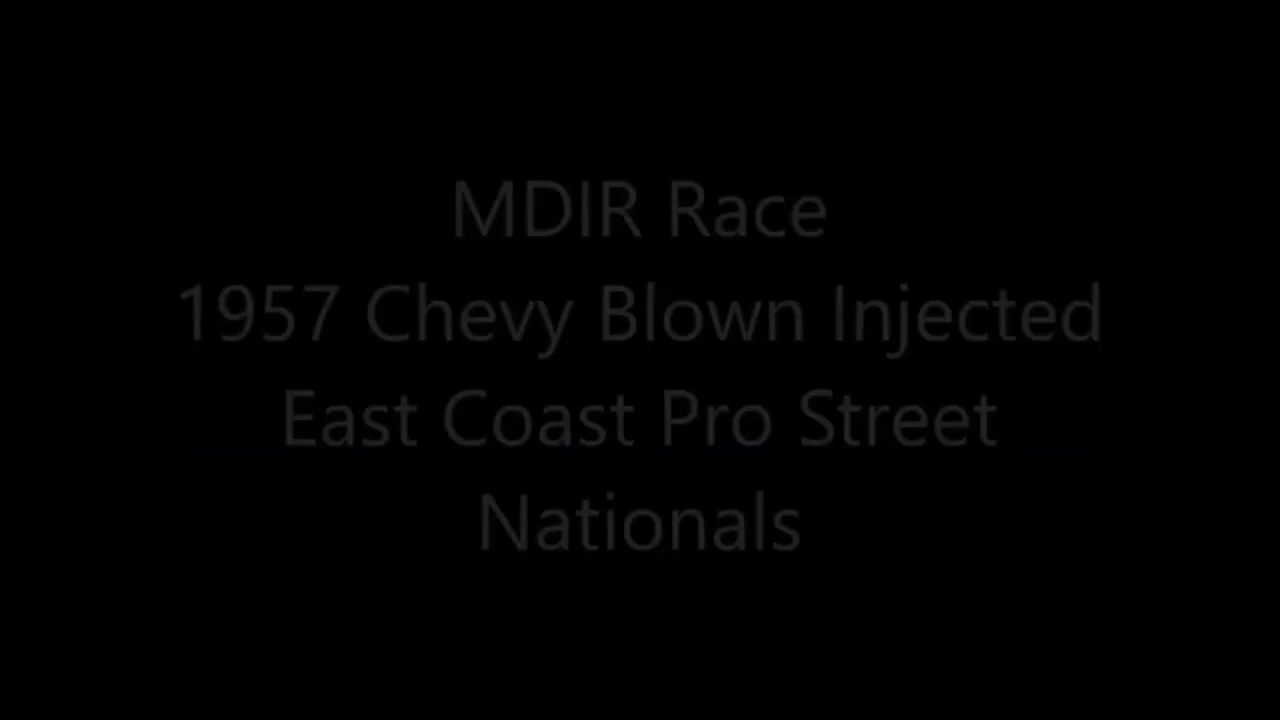 MDIR Race
1957 Chevy Blown Injected
East Coast Pro Street
Nationals